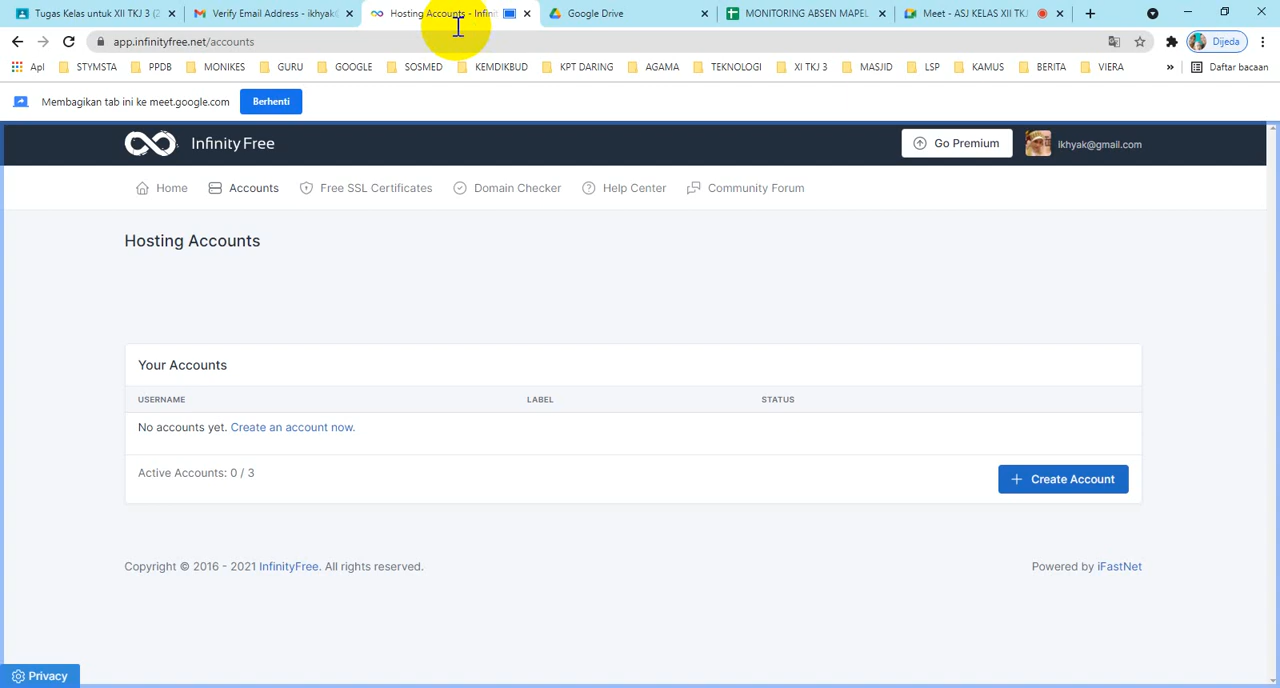 Tugas Kelas untuk XII TKJ 3 (2
Verify Email Address - ikhyak@
Hosting Accounts - Infini
Google Drive
MONITORING ABSEN MAPEL
Meet - ASJ KELAS XII TKJ
app.infinityfree.net/accounts
Dijeda
Apl
STYMSTA
PPDB
MONIKES
GURU
GOOGLE
SOSMED
KEMDIKBUD
KPT DARING
AGAMA
TEKNOLOGI
XI TKJ 3
MASJID
LSP
KAMUS
BERITA
VIERA
»
Daftar bacaan
Membagikan tab ini ke meet.google.com
Berhenti
InfinityFree
Go Premium
ikhyak@gmail.com
Home
Accounts
Free SSL Certificates
Domain Checker
Help Center
Community Forum
Hosting Accounts
Your Accounts
USERNAME
LABEL
STATUS
No accounts yet. Create an account now.
Active Accounts: 0 / 3
Create Account
Copyright © 2016 - 2021 InfinityFree. All rights reserved.
Powered by iFastNet
Privacy